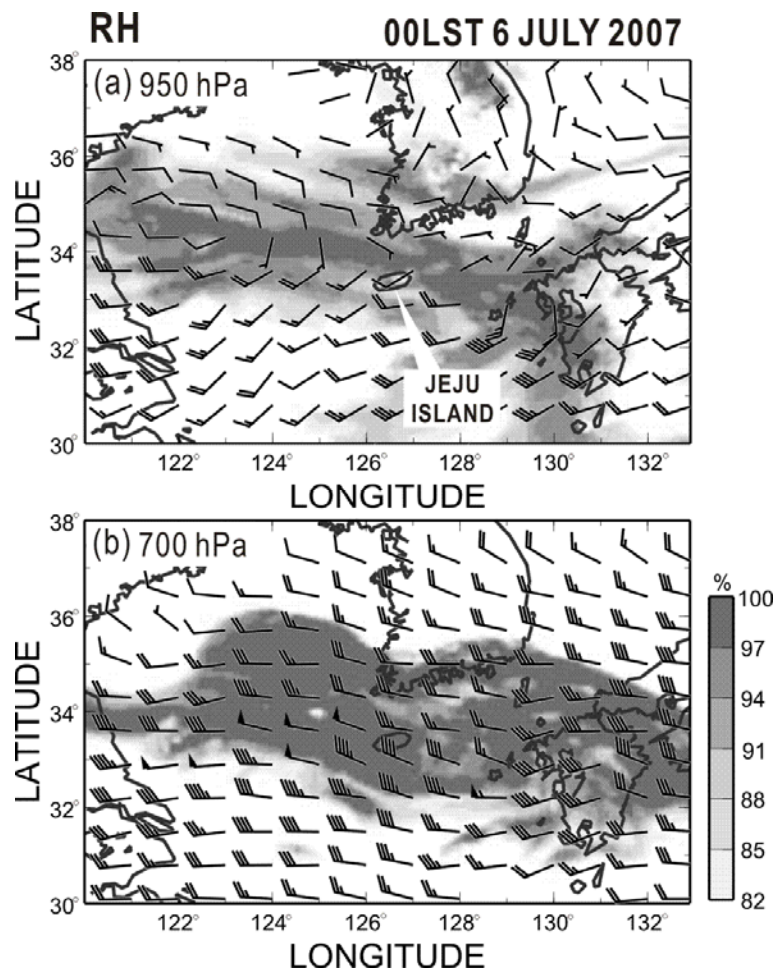 RH 00LST 6 JULY 2007
38°
(a) 950 hPa
36°
34°
32°
30°
LATITUDE
JEJU
ISLAND
122° 124° 126° 128° 130° 132°
LONGITUDE
38°
(b) 700 hPa
36°
34°
32°
30°
LATITUDE
122° 124° 126° 128° 130° 132°
LONGITUDE
%
100
97
94
91
88
85
82